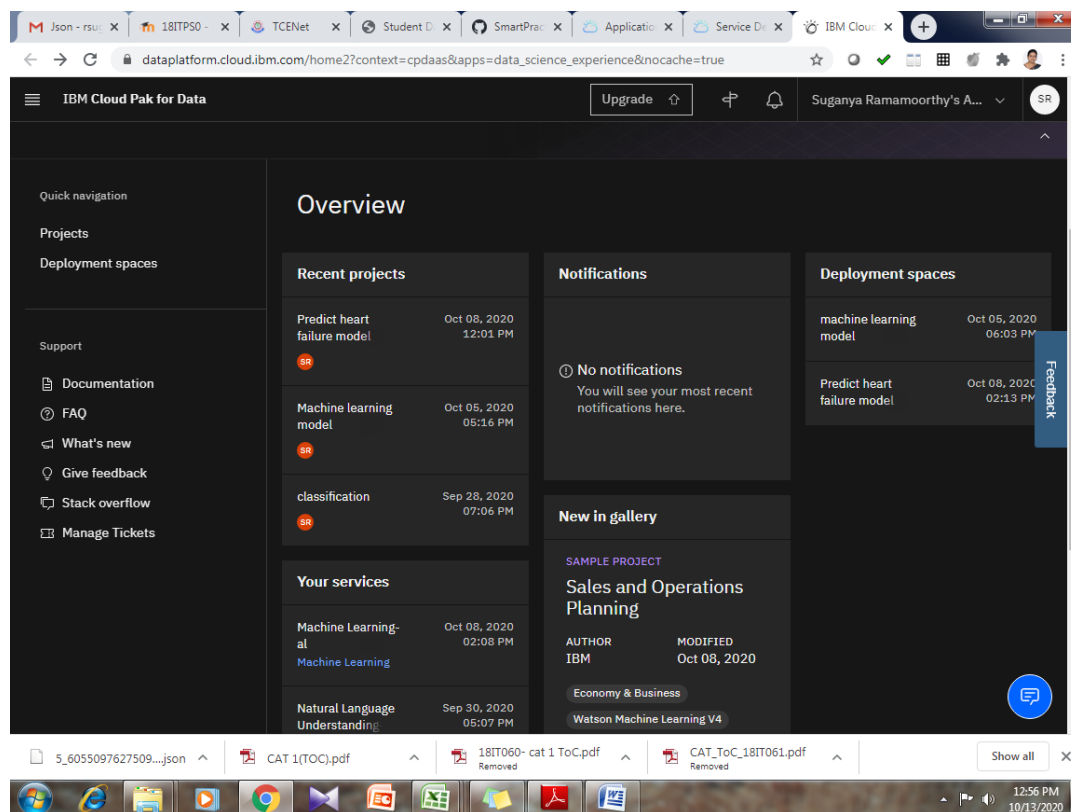 Json - rsug
18ITPS0 -
TCENet
Student D
SmartPrac
Applicatio
Service De
IBM Cloud
dataplatform.cloud.ibm.com/home2?context=cpdaas&apps=data_science_experience&nocache=true
IBM Cloud Pak for Data
Upgrade
Suganya Ramamoorthy's A...
SR
Quick navigation
Projects
Deployment spaces
Support
Documentation
FAQ
What's new
Give feedback
Stack overflow
Manage Tickets
Overview
Recent projects
Predict heart
failure model
Oct 08, 2020
12:01 PM
SR
Machine learning
model
Oct 05, 2020
05:16 PM
SR
classification
Sep 28, 2020
07:06 PM
SR
Your services
Machine Learning-
al
Machine Learning
Oct 08, 2020
02:08 PM
Natural Language
Understanding
Sep 30, 2020
05:07 PM
Notifications
No notifications
You will see your most recent
notifications here.
New in gallery
SAMPLE PROJECT
Sales and Operations
Planning
AUTHOR
IBM
MODIFIED
Oct 08, 2020
Economy & Business
Watson Machine Learning V4
Deployment spaces
machine learning
model
Oct 05, 2020
06:03 PM
Predict heart
failure model
Oct 08, 2020
02:13 PM
Feedback
5_6055097627509....json
CAT 1(TOC).pdf
18IT060- cat 1 ToC.pdf
Removed
CAT_ToC_18IT061.pdf
Removed
Show all
12:56 PM
10/13/2020